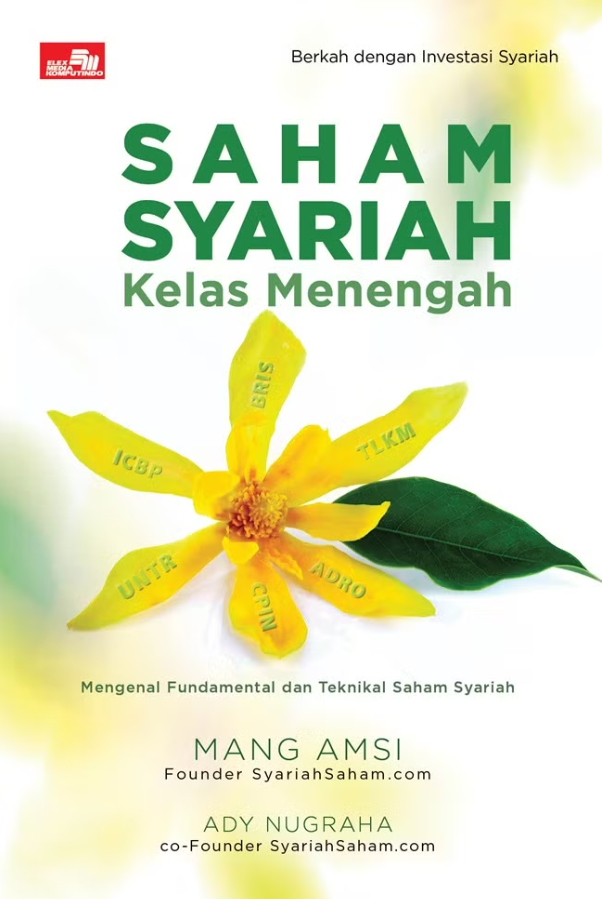 ELEX
MEDIA
KOMPUTINDO
Berkah dengan Investasi Syariah
SAHAM
SYARIAH
Kelas Menengah
BRIS
TLKM
ICBP
UNTR
CPIN
ADRO
Mengenal Fundamental dan Teknikal Saham Syariah
MANG AMSI
Founder SyariahSaham.com
ADY NUGRAHA
co-Founder SyariahSaham.com